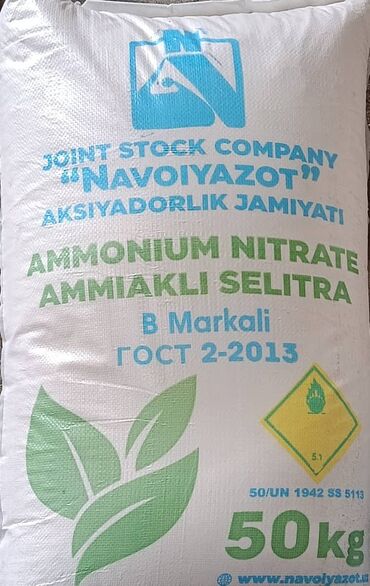 N
JOINT STOCK COMPANY
"NAVOIYAZOT"
AKSIYADORLIK JAMIYATI
AMMONIUM NITRATE
AMMIAKLI SELITRA
B Markali
ГОСТ 2-2013
5.1
50/UN 1942 SS 5113
50kg
www.navoiyazot.uz